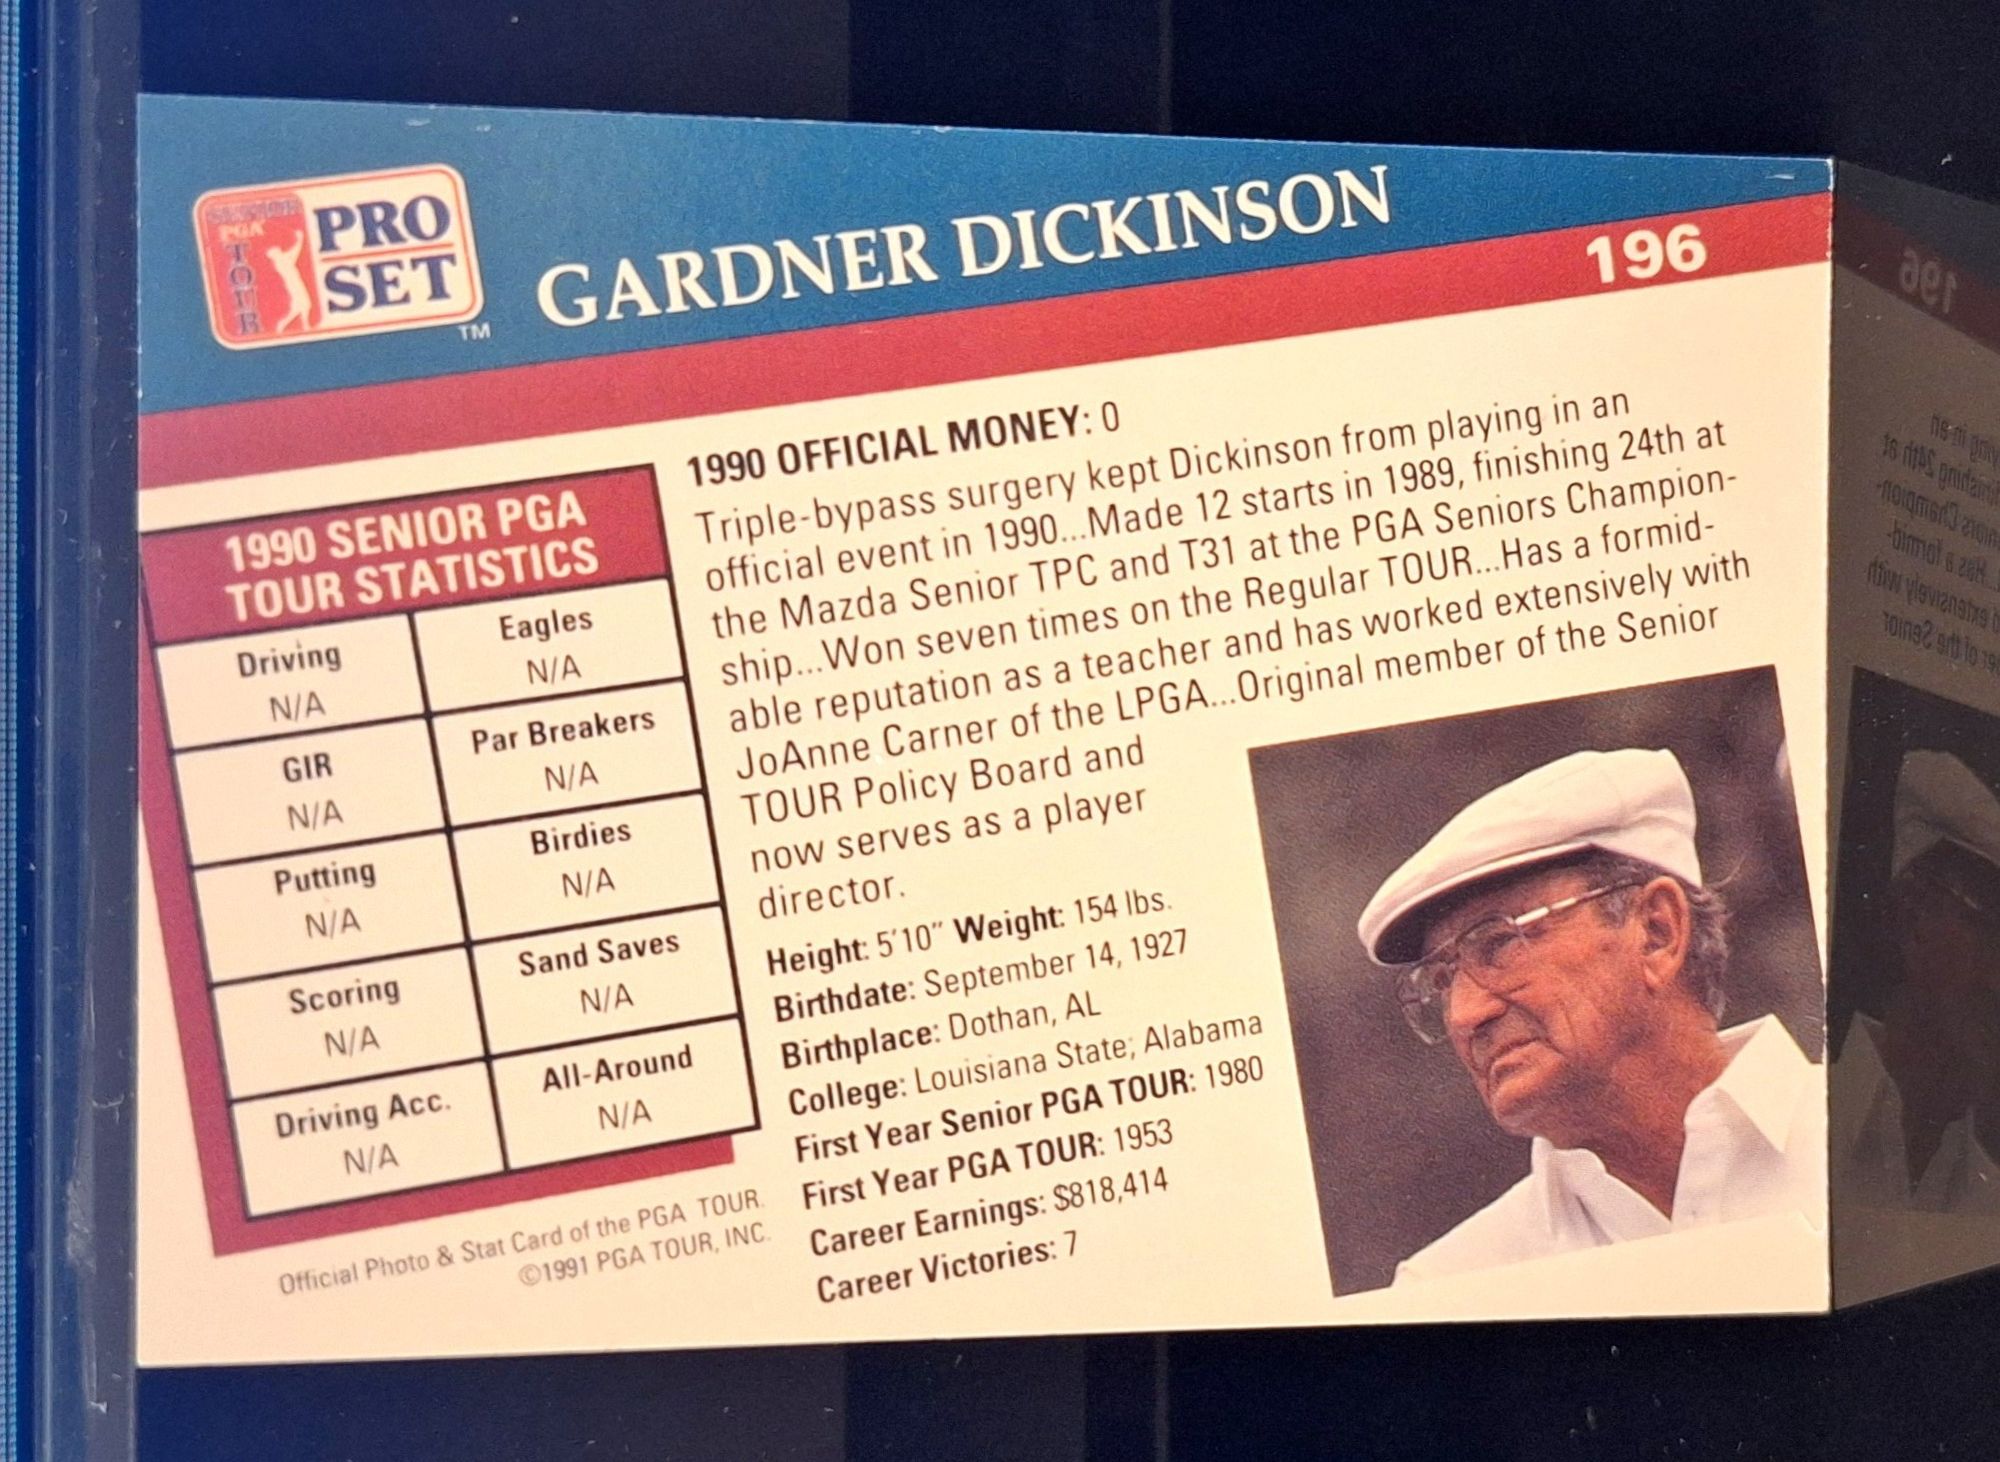 SENIOR
PGA
TOUR
PRO
SET
TM
GARDNER DICKINSON
196
1990 OFFICIAL MONEY: 0
Triple-bypass surgery kept Dickinson from playing in an
official event in 1990...Made 12 starts in 1989, finishing 24th at
the Mazda Senior TPC and T31 at the PGA Seniors Champion-
ship...Won seven times on the Regular TOUR...Has a formid-
able reputation as a teacher and has worked extensively with
JoAnne Carner of the LPGA...Original member of the Senior
TOUR Policy Board and
now serves as a player
director.
Height: 5'10" Weight: 154 lbs.
Birthdate: September 14, 1927
Birthplace: Dothan, AL
College: Louisiana State; Alabama
First Year Senior PGA TOUR: 1980
First Year PGA TOUR: 1953
Career Earnings: $818,414
Career Victories: 7
1990 SENIOR PGA
TOUR STATISTICS
Driving
N/A
Eagles
N/A
GIR
N/A
Par Breakers
N/A
Putting
N/A
Birdies
N/A
Scoring
N/A
Sand Saves
N/A
Driving Acc.
N/A
All-Around
N/A
Official Photo & Stat Card of the PGA TOUR.
©1991 PGA TOUR, INC.